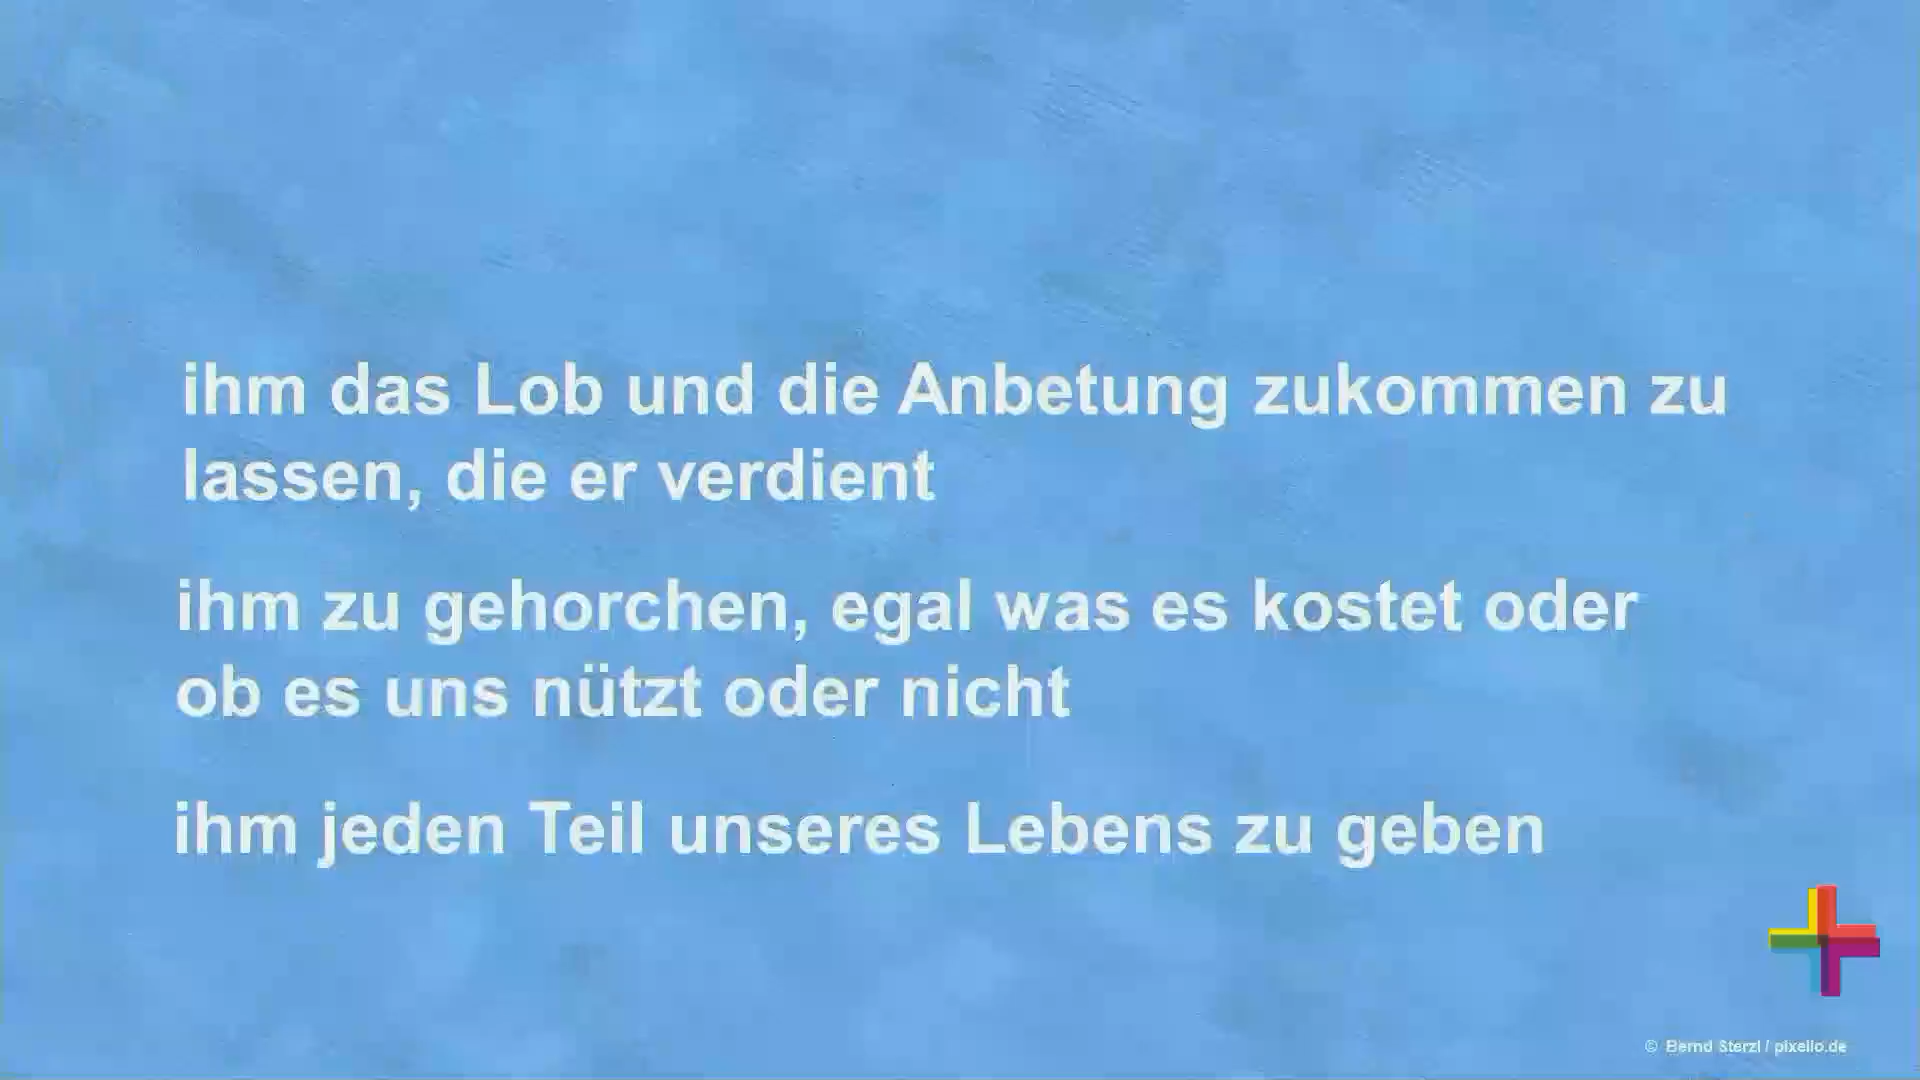 ihm das Lob und die Anbetung zukommen zu
lassen, die er verdient
ihm zu gehorchen, egal was es kostet oder
ob es uns nützt oder nicht
ihm jeden Teil unseres Lebens zu geben
© Bernd Sterzl / pixelio.de